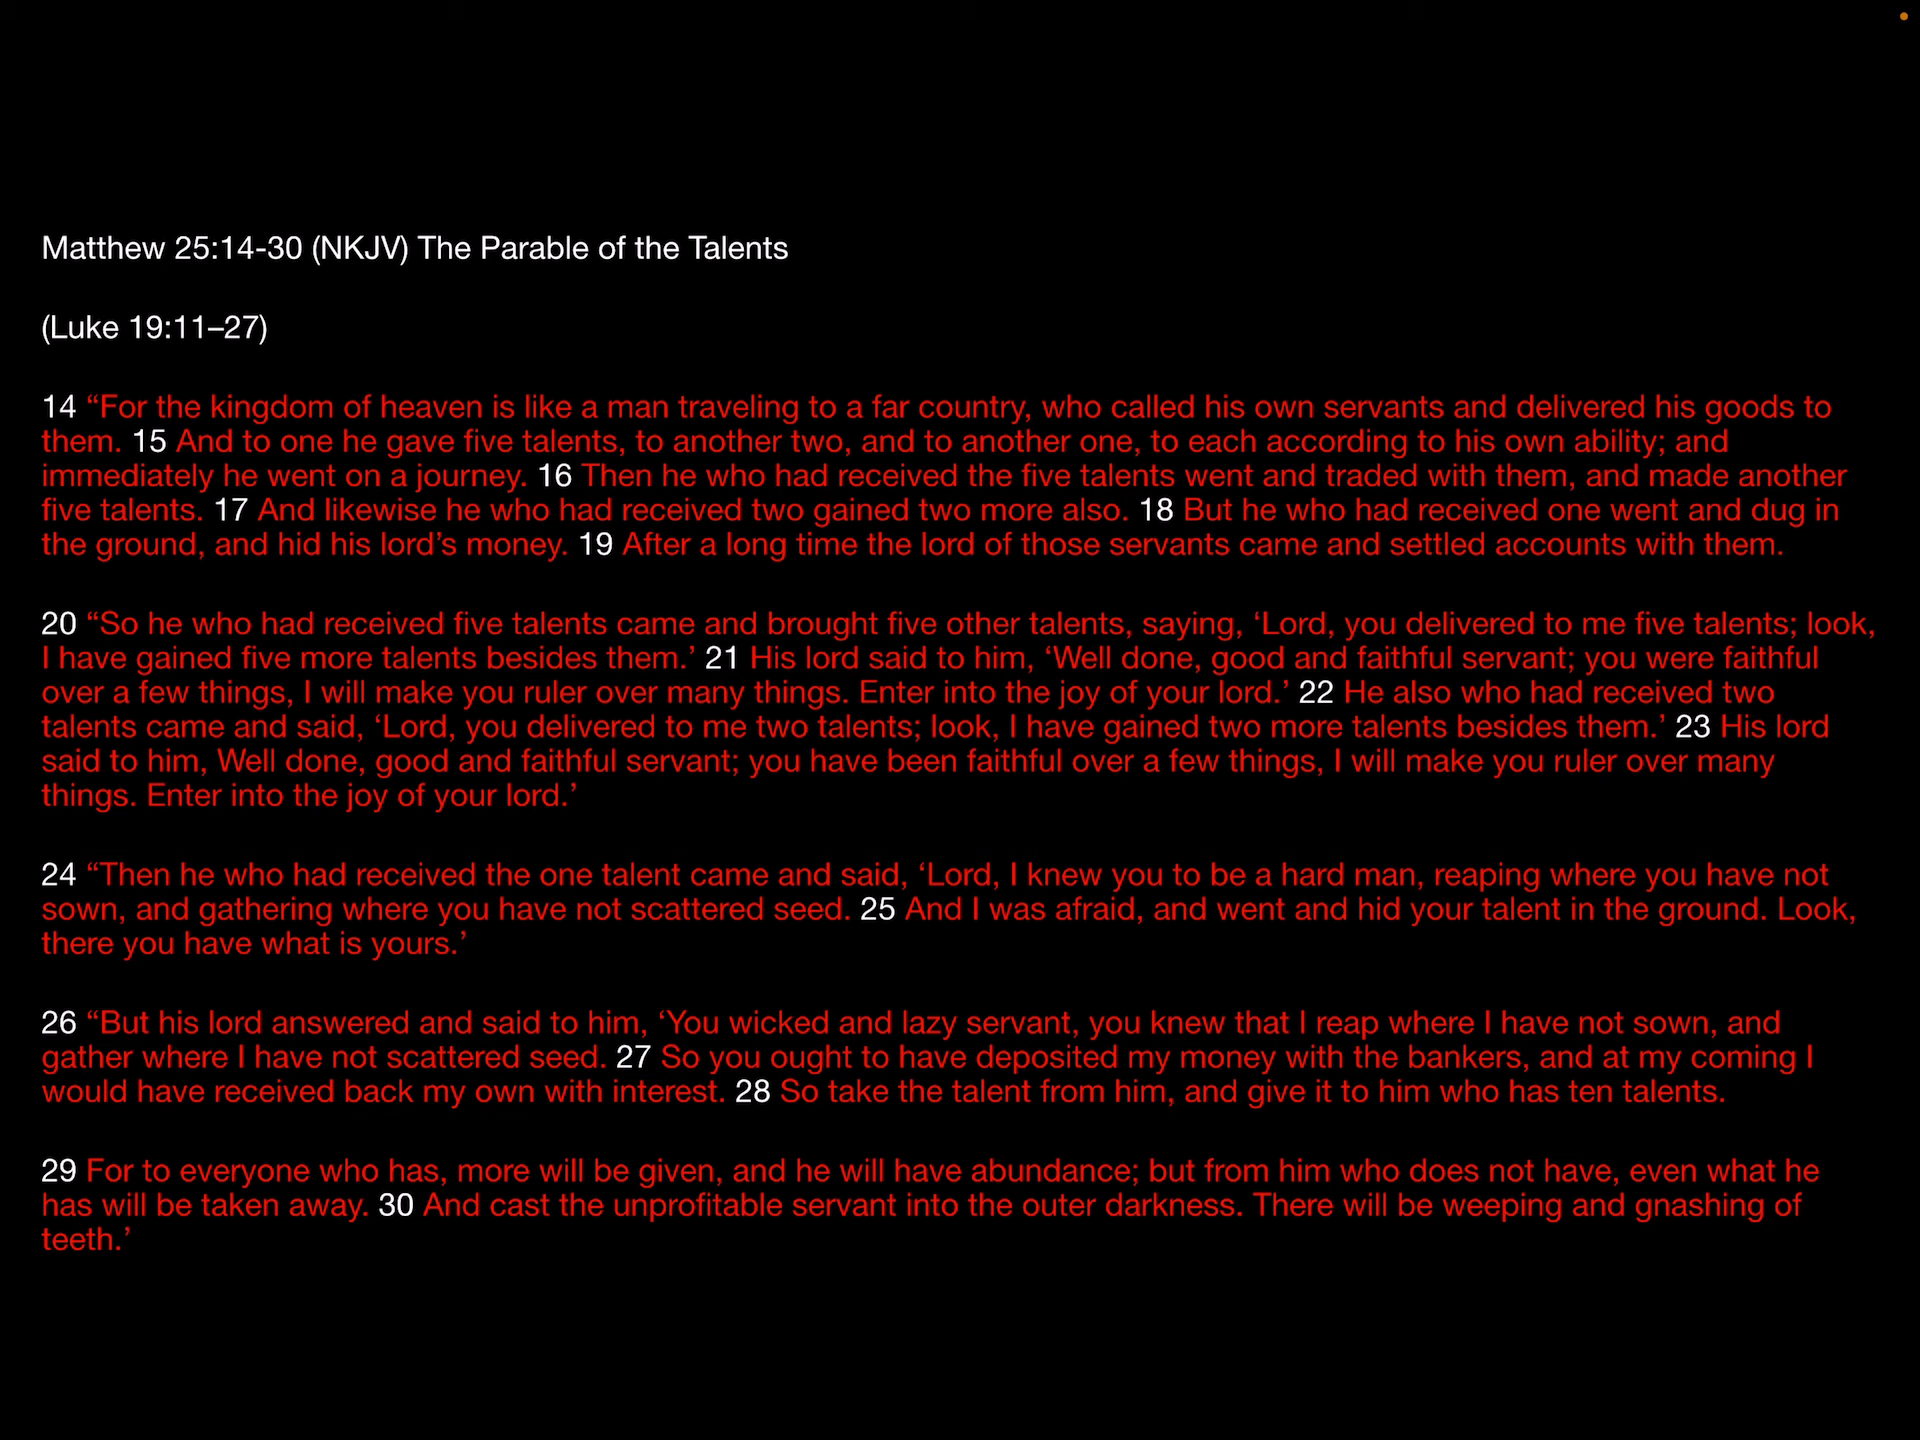 Matthew 25:14-30 (NKJV) The Parable of the Talents
(Luke 19:11–27)
14 “For the kingdom of heaven is like a man traveling to a far country, who called his own servants and delivered his goods to
them. 15 And to one he gave five talents, to another two, and to another one, to each according to his own ability; and
immediately he went on a journey. 16 Then he who had received the five talents went and traded with them, and made another
five talents. 17 And likewise he who had received two gained two more also. 18 But he who had received one went and dug in
the ground, and hid his lord’s money. 19 After a long time the lord of those servants came and settled accounts with them.
20 “So he who had received five talents came and brought five other talents, saying, ‘Lord, you delivered to me five talents; look,
I have gained five more talents besides them.’ 21 His lord said to him, ‘Well done, good and faithful servant; you were faithful
over a few things, I will make you ruler over many things. Enter into the joy of your lord.’ 22 He also who had received two
talents came and said, ‘Lord, you delivered to me two talents; look, I have gained two more talents besides them.’ 23 His lord
said to him, Well done, good and faithful servant; you have been faithful over a few things, I will make you ruler over many
things. Enter into the joy of your lord.’
24 “Then he who had received the one talent came and said, ‘Lord, I knew you to be a hard man, reaping where you have not
sown, and gathering where you have not scattered seed. 25 And I was afraid, and went and hid your talent in the ground. Look,
there you have what is yours.’
26 “But his lord answered and said to him, ‘You wicked and lazy servant, you knew that I reap where I have not sown, and
gather where I have not scattered seed. 27 So you ought to have deposited my money with the bankers, and at my coming I
would have received back my own with interest. 28 So take the talent from him, and give it to him who has ten talents.
29 For to everyone who has, more will be given, and he will have abundance; but from him who does not have, even what he
has will be taken away. 30 And cast the unprofitable servant into the outer darkness. There will be weeping and gnashing of
teeth.’